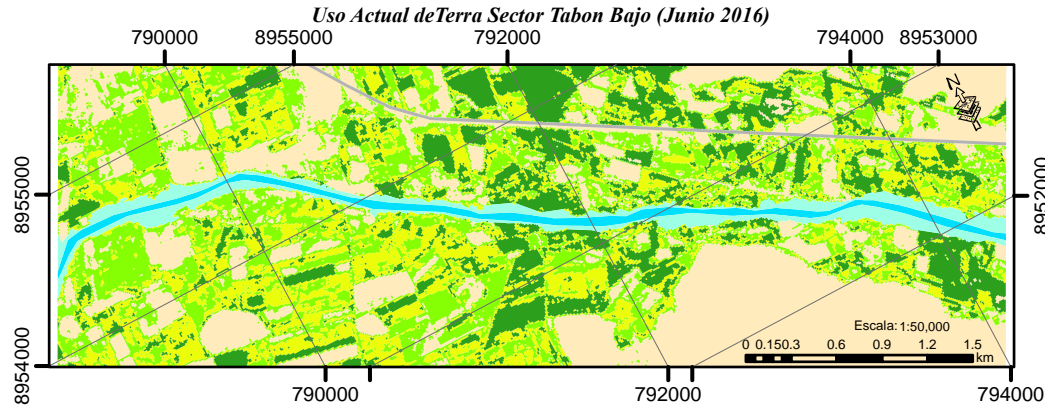 Uso Actual deTerra Sector Tabon Bajo (Junio 2016)
790000 8955000 792000 794000 8953000
N
8955000
8952000
Escala: 1:50,000
0 0.150.3 0.6 0.9 1.2 1.5
km
8954000
790000 792000 794000